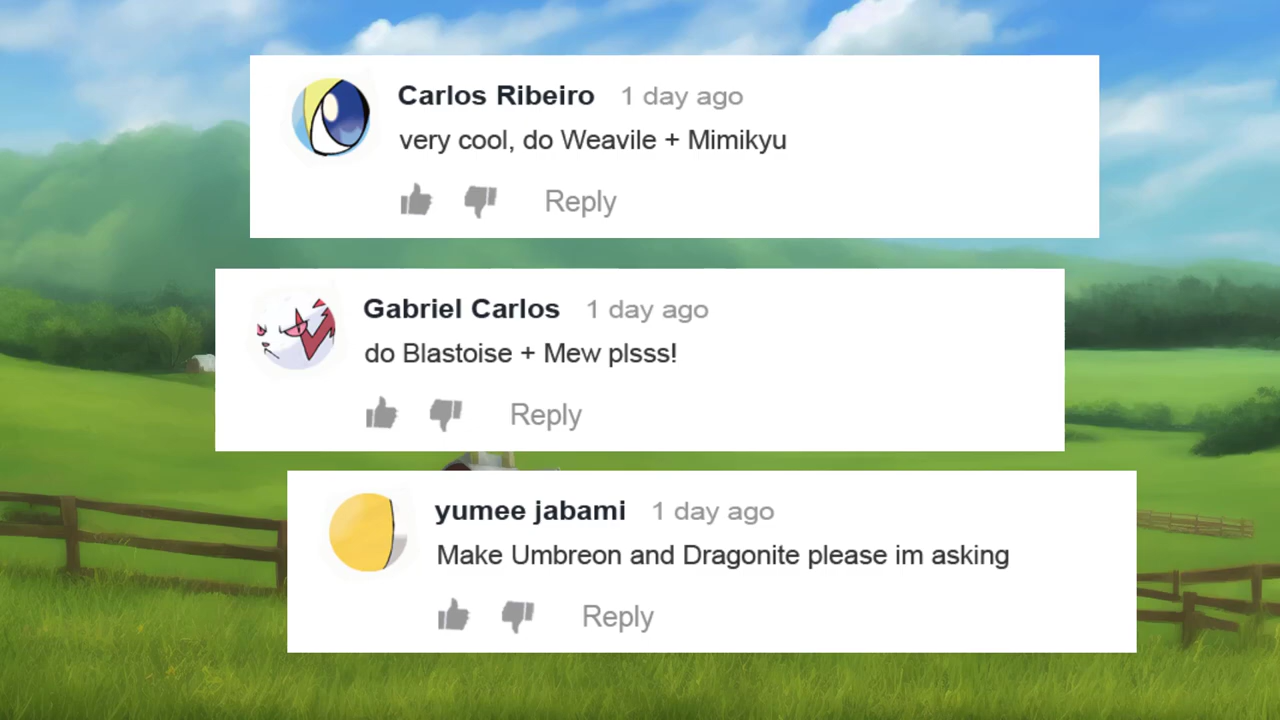 Carlos Ribeiro 1 day ago
very cool, do Weavile + Mimikyu
Reply
Gabriel Carlos 1 day ago
do Blastoise + Mew plsss!
Reply
yumee jabami 1 day ago
Make Umbreon and Dragonite please im asking
Reply